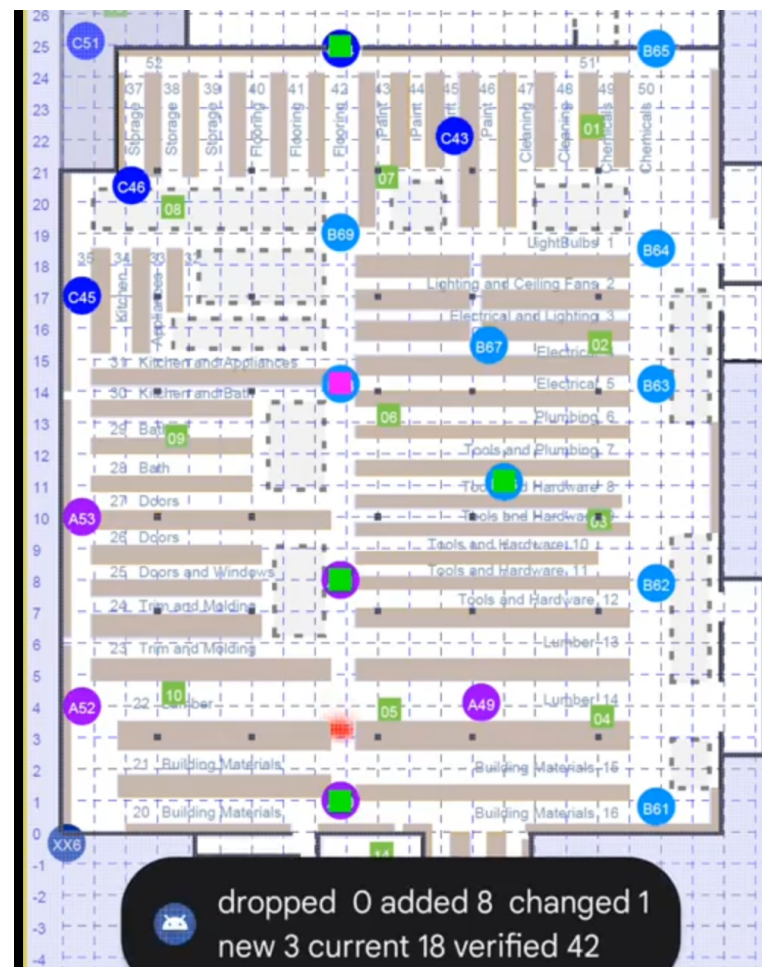 26
C51
25
B65
24
52
51
23
37 38 39 40 41 42 43 44 45 46 47 48 49 50
Storage Storage Storage Flooring Flooring Flooring Paint Paint Paint Cleaning Cleaning Chemicals Chemicals
01
22
C43
21
07
C46
20
08
19
B69
LightBulbs 1
B64
18
35 34 33 32
Lighting and Ceiling Fans 2
17
C45
Kitchen
Appliances
Electrical and Lighting 3
16
B67
02
15
31 Kitchen and Appliances
Electrical
14
30 Kitchen and Bath
Electrical 5
B63
13
06
Plumbing 6
29 Bath
09
12
Tools and Plumbing 7
28 Bath
11
Hardware 8
27 Doors
10
A53
Tools and Hardware
03
26 Doors
9
Tools and Hardware 10
25 Doors and Windows
Tools and Hardware 11
8
B62
24 Trim and Molding
Tools and Hardware 12
7
6
23 Trim and Molding
Lumber 13
5
10
4
A52
22 Lumber
05
A49
Lumber 14
04
3
2
21 Building Materials
Building Materials 15
1
B61
20 Building Materials
Building Materials 16
0
XX6
14
-1
-2
-3
-4
dropped 0 added 8 changed 1
new 3 current 18 verified 42